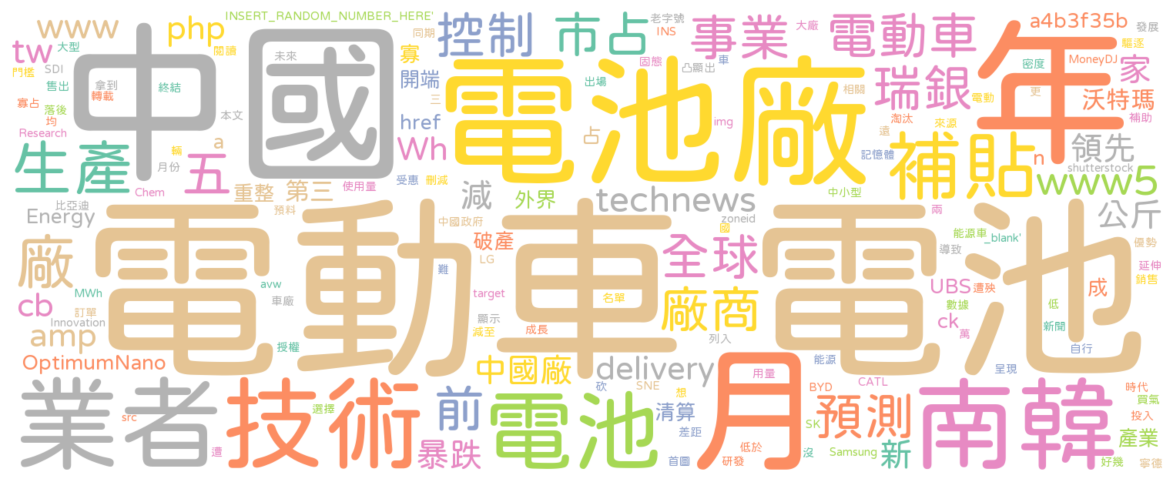 INSERT_RANDOM_NUMBER_HERE'
老字號
大廠
a4b3f35b
發展
www
php
同期
控制
市占
INS
事業
電動車
年
驅逐
tw
大型
閱讀
中國
未來
寡
固態
凸顯出
車
密度
MoneyDJ
家
門檻
SDI
售出
拿到
終結
開端
電池廠
出場
瑞銀
電動
更
沃特瑪
寡占
轉載
落後
均
本文
href
占
三
相關
淘汰
來源
補助
Research
a
Wh
img
遠
記憶體
補貼
n
領先
輛
月份
生產
五
shutterstock
Chem
重整
第三
使用量
受惠
刪減
減
外界
technews
中小型
www5
公斤
比亞迪
Energy
預料
中國政府
zoneid
國
兩
能源車
_blank'
優勢
廠
電動車電池
破產
LG
全球
導致
延伸
銷售
難
cb
MWh
avw
車廠
target
名單
UBS
遭殃
成
數據
低
訂單
Innovation
amp
顯示
減至
成長
廠商
列入
ck
萬
新聞
授權
自行
OptimumNano
中國廠
delivery
能源
呈現
業者
技術
選播
前
電池
砍
SNE
想
月
用量
BYD
CATL
南韓
時代
買氣
src
清算
差距
SK
預測
投入
遭
暴跌
首圖
低於
研發
沒
Samsung
新
產業
好幾
寧德